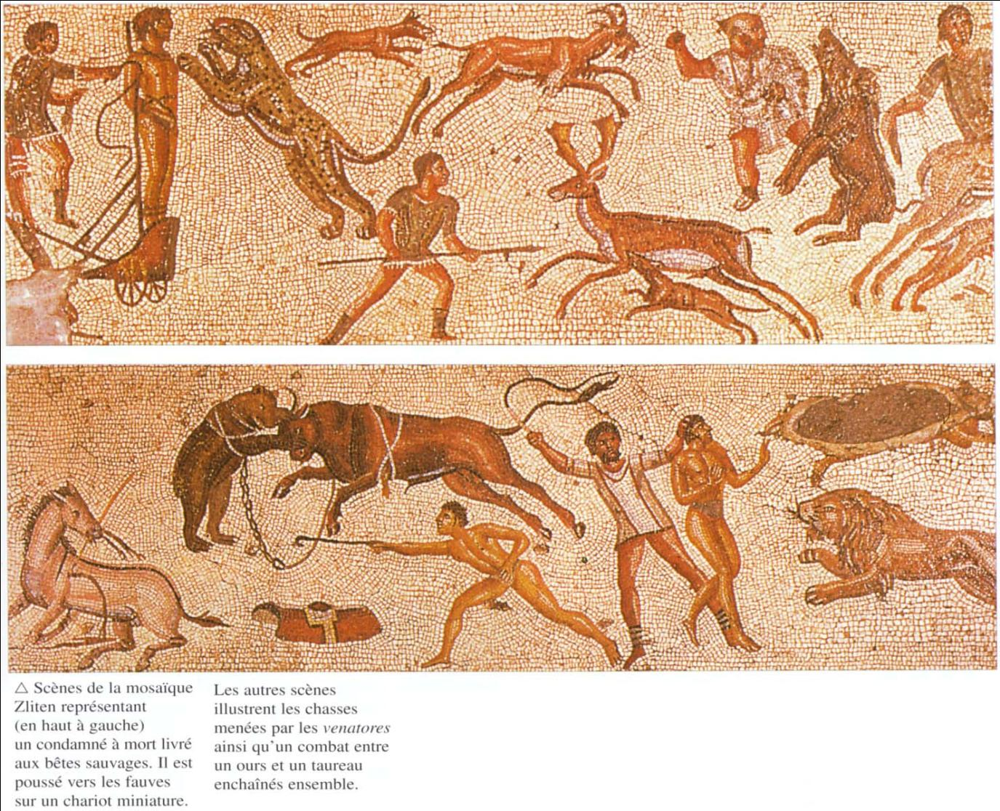 △ Scènes de la mosaïque
Zliten représentant
(en haut à gauche)
un condamné à mort livré
aux bêtes sauvages. Il est
poussé vers les fauves
sur un chariot miniature.
Les autres scènes
illustrent les chasses
menées par les venatores
ainsi qu'un combat entre
un ours et un taureau
enchaînés ensemble.